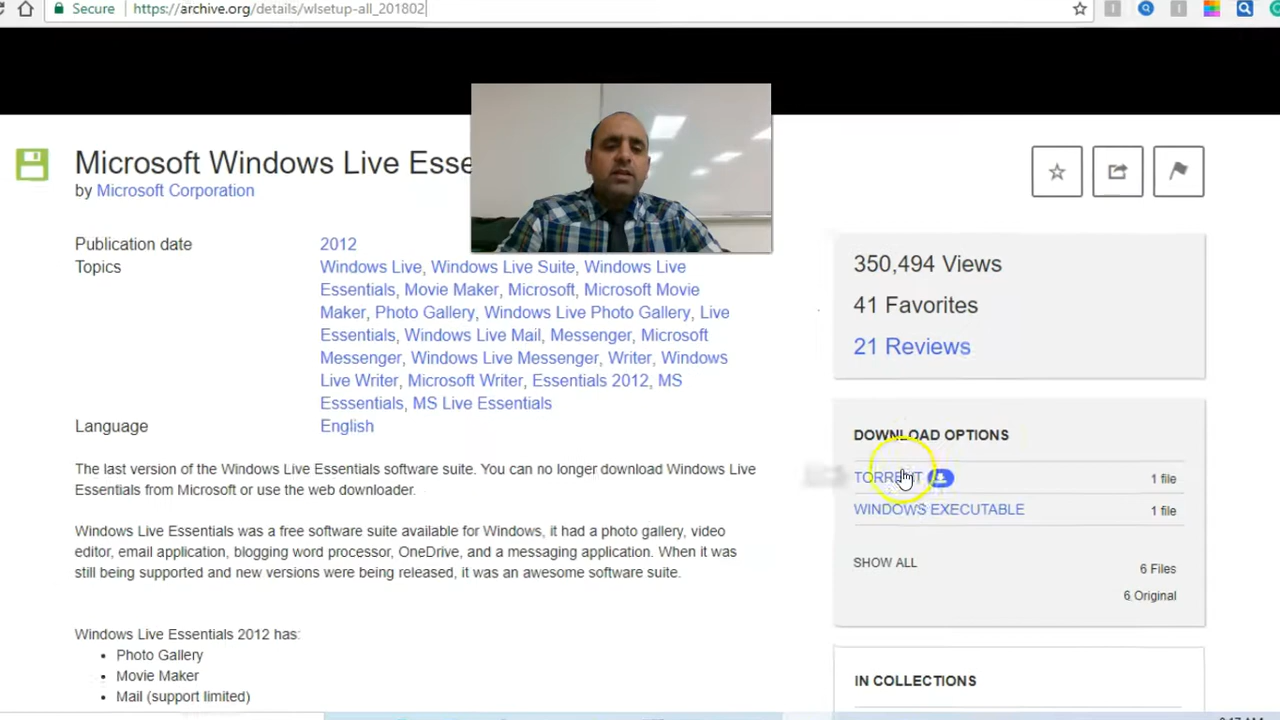 Secure https://archive.org/details/wlsetup-all_201802
Microsoft Windows Live Esse
by Microsoft Corporation
Publication date 2012
Topics Windows Live, Windows Live Suite, Windows Live
Essentials, Movie Maker, Microsoft, Microsoft Movie
Maker, Photo Gallery, Windows Live Photo Gallery, Live
Essentials, Windows Live Mail, Messenger, Microsoft
Messenger, Windows Live Messenger, Writer, Windows
Live Writer, Microsoft Writer, Essentials 2012, MS
Esssentials, MS Live Essentials
Language English
The last version of the Windows Live Essentials software suite. You can no longer download Windows Live
Essentials from Microsoft or use the web downloader.
Windows Live Essentials was a free software suite available for Windows, it had a photo gallery, video
editor, email application, blogging word processor, OneDrive, and a messaging application. When it was
still being supported and new versions were being released, it was an awesome software suite.
Windows Live Essentials 2012 has:
• Photo Gallery
• Movie Maker
• Mail (support limited)
350,494 Views
41 Favorites
21 Reviews
DOWNLOAD OPTIONS
TORRENT 1 file
WINDOWS EXECUTABLE 1 file
SHOW ALL 6 Files
6 Original
IN COLLECTIONS